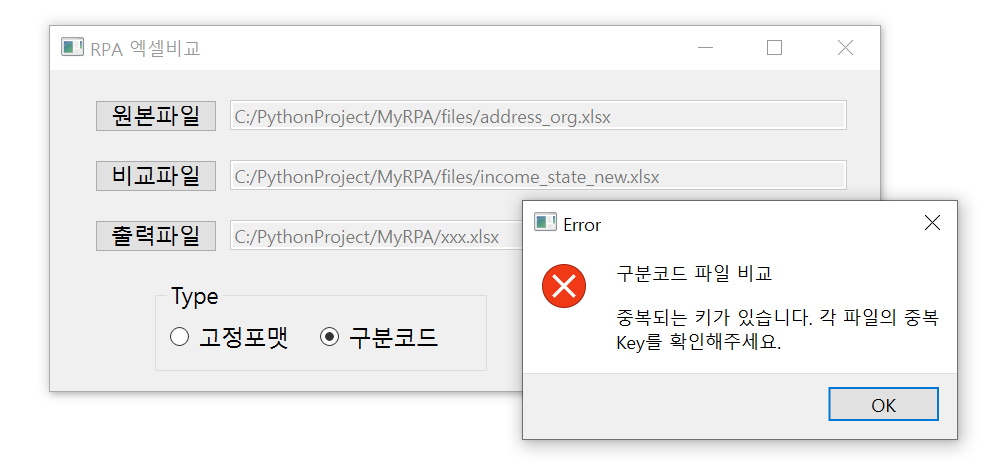 RPA 엑셀비교
원본파일 C:/PythonProject/MyRPA/files/address_org.xlsx
비교파일 C:/PythonProject/MyRPA/files/income_state_new.xlsx
출력파일 C:/PythonProject/MyRPA/xxx.xlsx
Type
고정포맷 구분코드
Error
구분코드 파일 비교
중복되는 키가 있습니다. 각 파일의 중복
Key를 확인해주세요.
OK